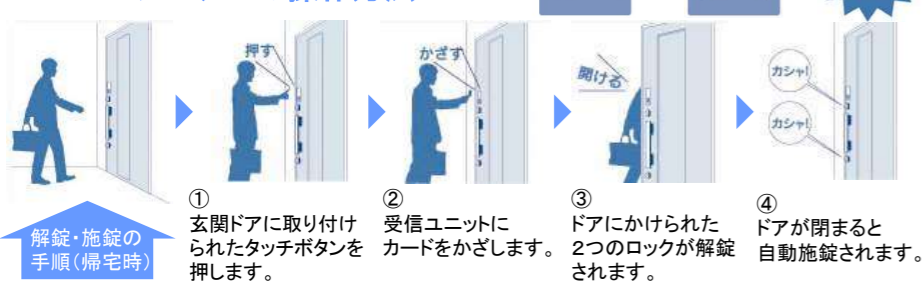 押す
かざす
開ける
カシャ!
カシャ!
解錠・施錠の
手順(帰宅時)
①
玄関ドアに取り付け
られたタッチボタンを
押します。
②
受信ユニットに
カードをかざします。
③
ドアにかけられた
2つのロックが解錠
されます。
④
ドアが閉まると
自動施錠されます。